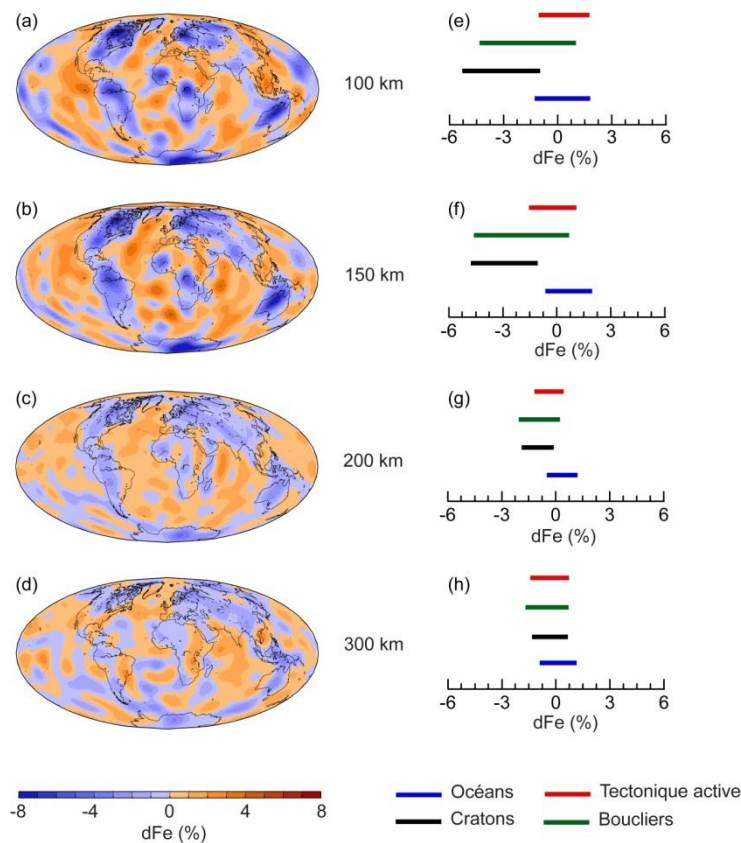 (a)
100 km
(e)
-6 -3 0 3 6
dFe (%)
(b)
150 km
(f)
-6 -3 0 3 6
dFe (%)
(c)
200 km
(g)
-6 -3 0 3 6
dFe (%)
(d)
300 km
(h)
-6 -3 0 3 6
dFe (%)
-8 -4 0 4 8
dFe (%)
Océans
Tectonique active
Cratons
Boucliers